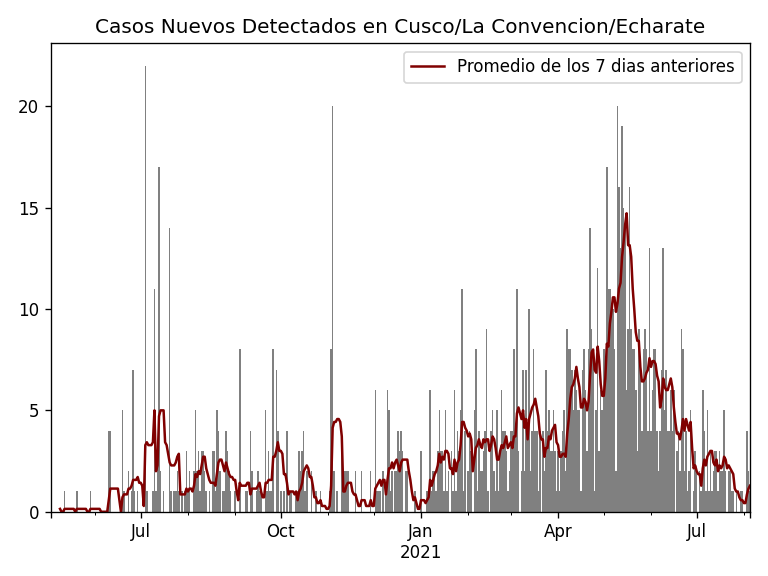 Casos Nuevos Detectados en Cusco/La Convencion/Echarate
Promedio de los 7 dias anteriores
20
15
10
5
0
Jul
Oct
Jan
Apr
Jul
2021